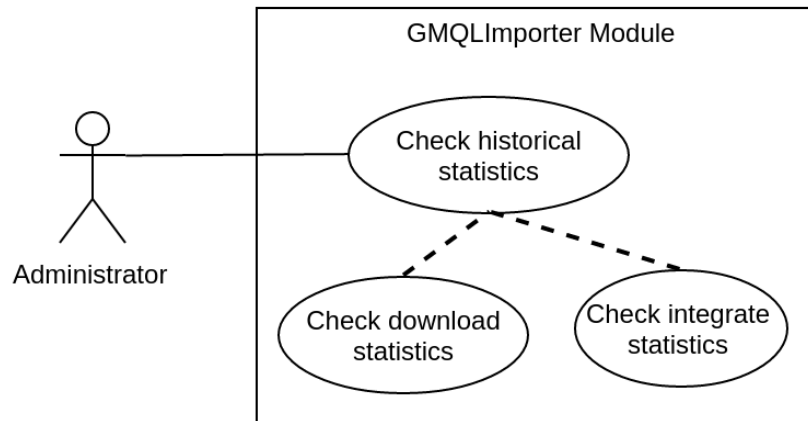 GMQLImporter Module
Check historical
statistics
Administrator
Check download
statistics
Check integrate
statistics